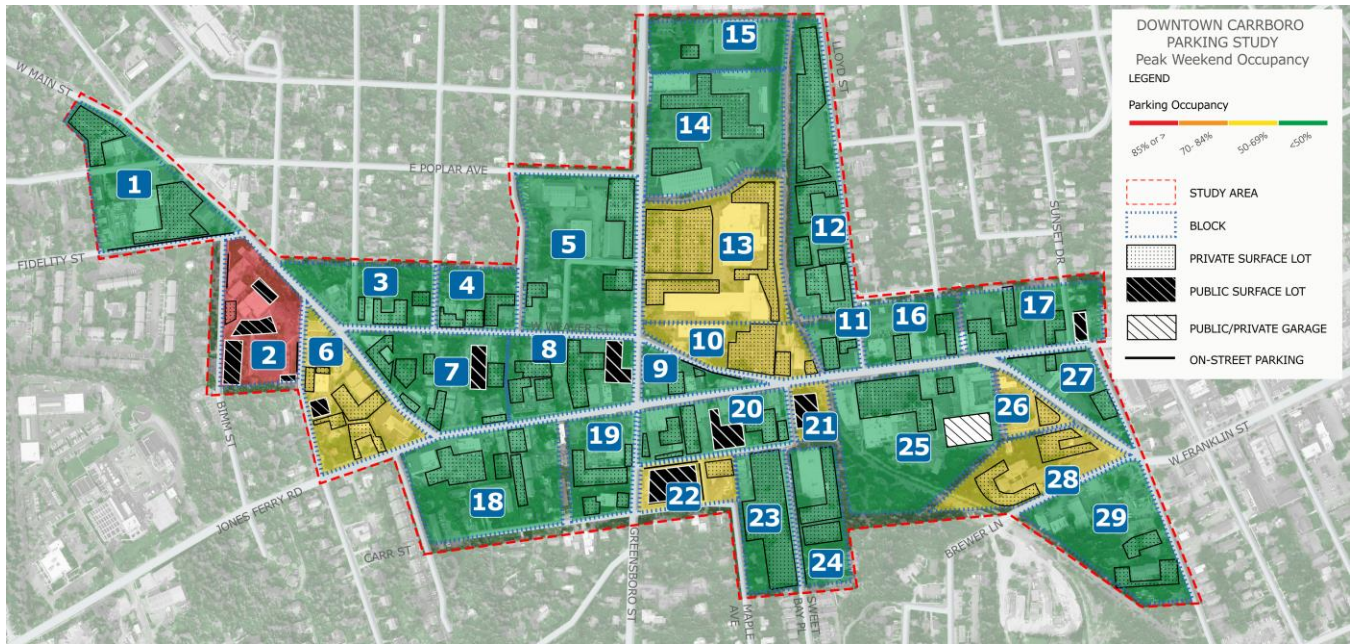 DOWNTOWN CARRBORO
PARKING STUDY
Peak Weekend Occupancy
LEGEND
Parking Occupancy
85% or >
70- 84%
50-69%
<50%
STUDY AREA
BLOCK
PRIVATE SURFACE LOT
PUBLIC SURFACE LOT
PUBLIC/PRIVATE GARAGE
ON-STREET PARKING
W MAIN ST
E POPLAR AVE
LLOYD ST
SUNSET DR
FIDELITY ST
BIMM ST
JONES FERRY RD
CARR ST
GREENSBORO ST
MAPLE AVE
SWEET BAY PL
BREWER LN
W FRANKLIN ST
1
2
3
4
5
6
7
8
9
10
11
12
13
14
15
16
17
18
19
20
21
22
23
24
25
26
27
28
29